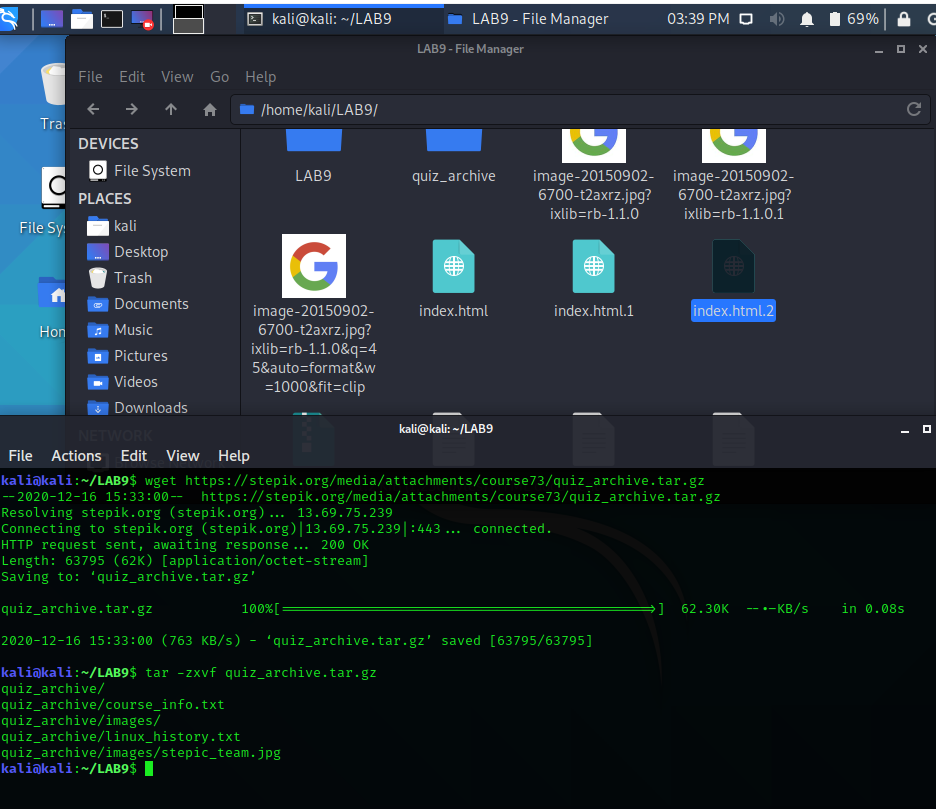 kali@kali: ~/LAB9
LAB9 - File Manager
03:39 PM
69%
LAB9 - File Manager
File Edit View Go Help
/home/kali/LAB9/
DEVICES
File System
PLACES
kali
Desktop
Trash
Documents
Music
Pictures
Videos
Downloads
NETWORK
LAB9
quiz_archive
image-20150902-
6700-t2axrz.jpg?
ixlib=rb-1.1.0
image-20150902-
6700-t2axrz.jpg?
ixlib=rb-1.1.0.1
image-20150902-
6700-t2axrz.jpg?
ixlib=rb-1.1.0&q=4
5&auto=format&w
=1000&fit=clip
index.html
index.html.1
index.html.2
kali@kali: ~/LAB9
File Actions Edit View Help
kali@kali:~/LAB9$ wget https://stepik.org/media/attachments/course73/quiz_archive.tar.gz
--2020-12-16 15:33:00-- https://stepik.org/media/attachments/course73/quiz_archive.tar.gz
Resolving stepik.org (stepik.org)... 13.69.75.239
Connecting to stepik.org (stepik.org)|13.69.75.239|:443... connected.
HTTP request sent, awaiting response... 200 OK
Length: 63795 (62K) [application/octet-stream]
Saving to: ‘quiz_archive.tar.gz’
quiz_archive.tar.gz 100%[===================>] 62.30K --•-KB/s in 0.08s
2020-12-16 15:33:00 (763 KB/s) - ‘quiz_archive.tar.gz’ saved [63795/63795]
kali@kali:~/LAB9$ tar -zxvf quiz_archive.tar.gz
quiz_archive/
quiz_archive/course_info.txt
quiz_archive/images/
quiz_archive/linux_history.txt
quiz_archive/images/stepic_team.jpg
kali@kali:~/LAB9$